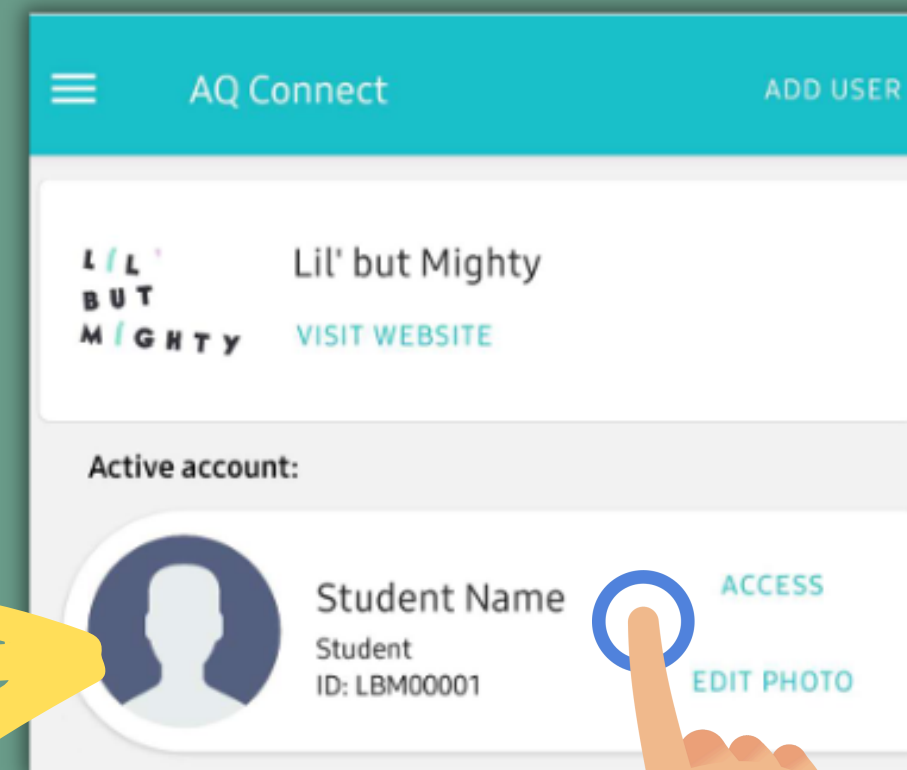 AQ Connect
ADD USER
LIL'
BUT
MIGHTY
Lil' but Mighty
VISIT WEBSITE
Active account:
Student Name
Student
ID: LBM00001
ACCESS
EDIT PHOTO